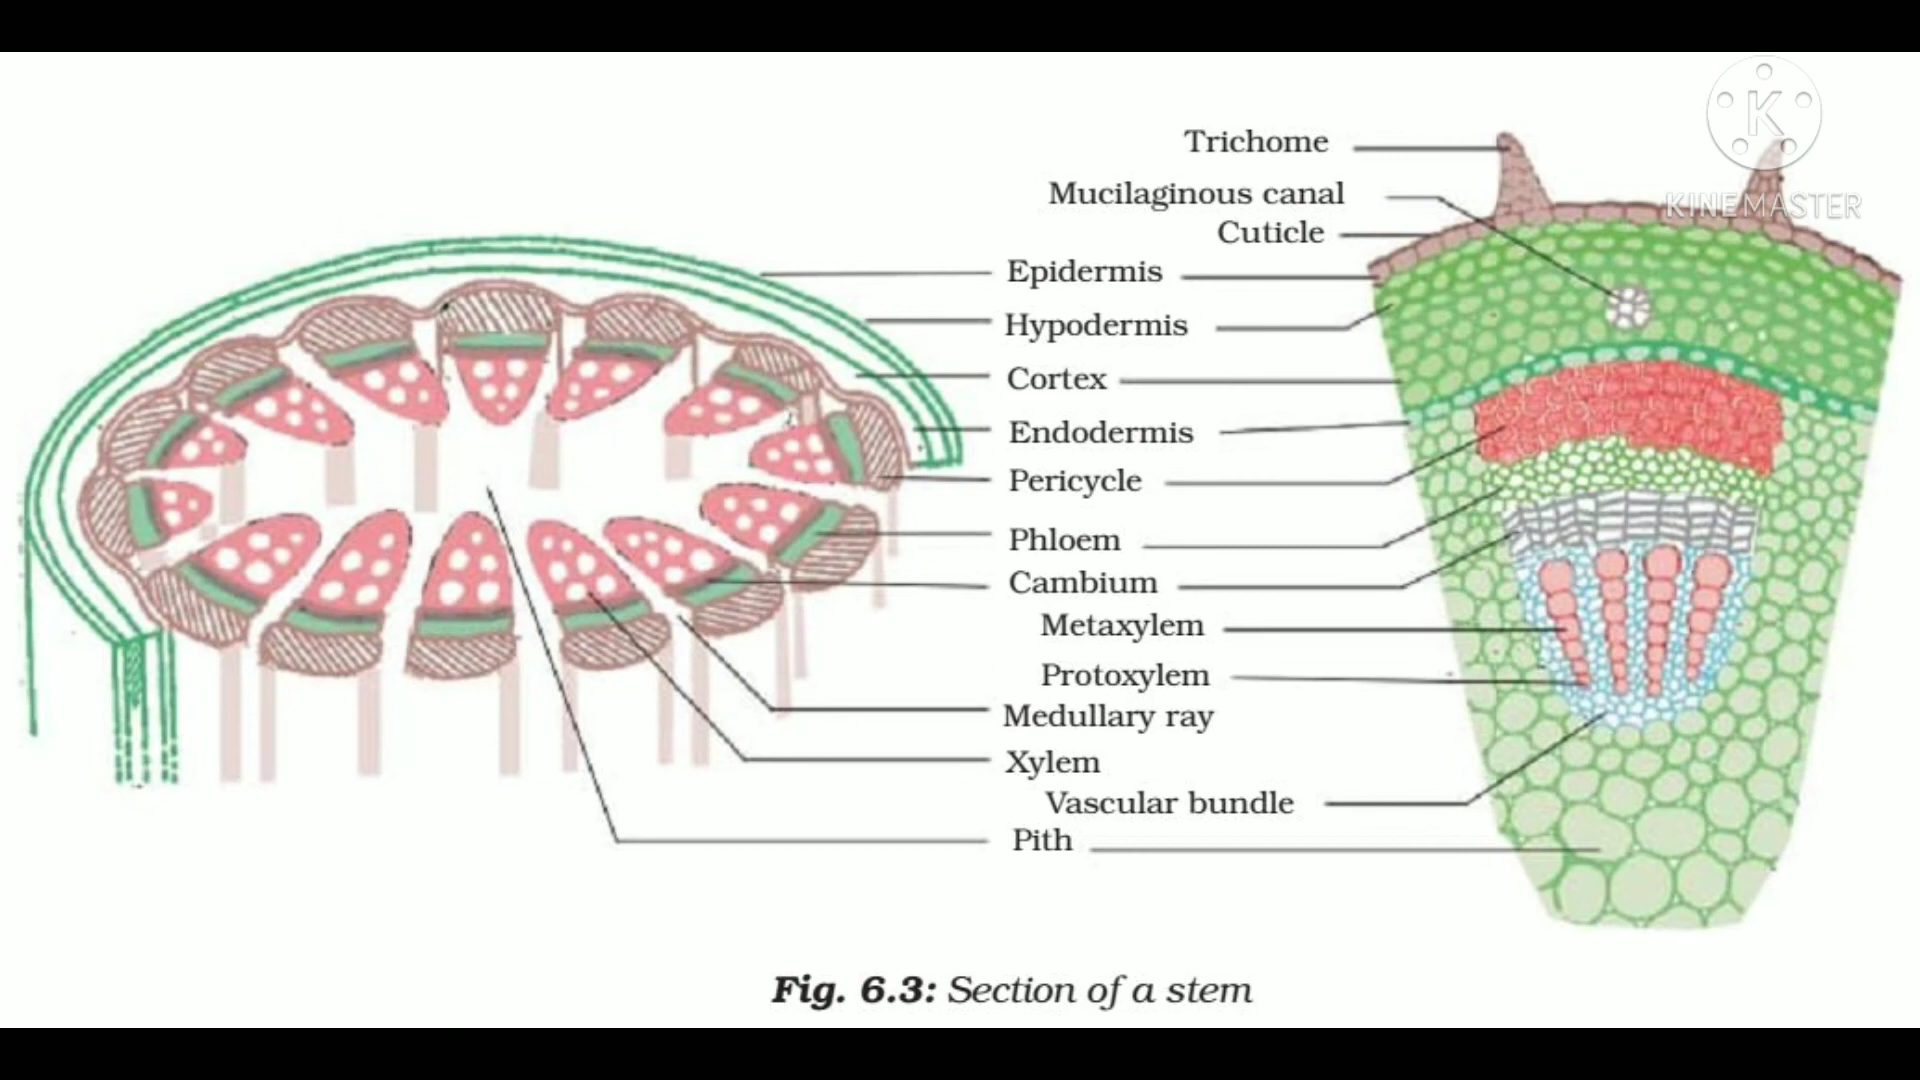 K
KINEMASTER
Trichome
Mucilaginous canal
Cuticle
Epidermis
Hypodermis
Cortex
Endodermis
Pericycle
Phloem
Cambium
Metaxylem
Protoxylem
Medullary ray
Xylem
Vascular bundle
Pith
Fig. 6.3: Section of a stem